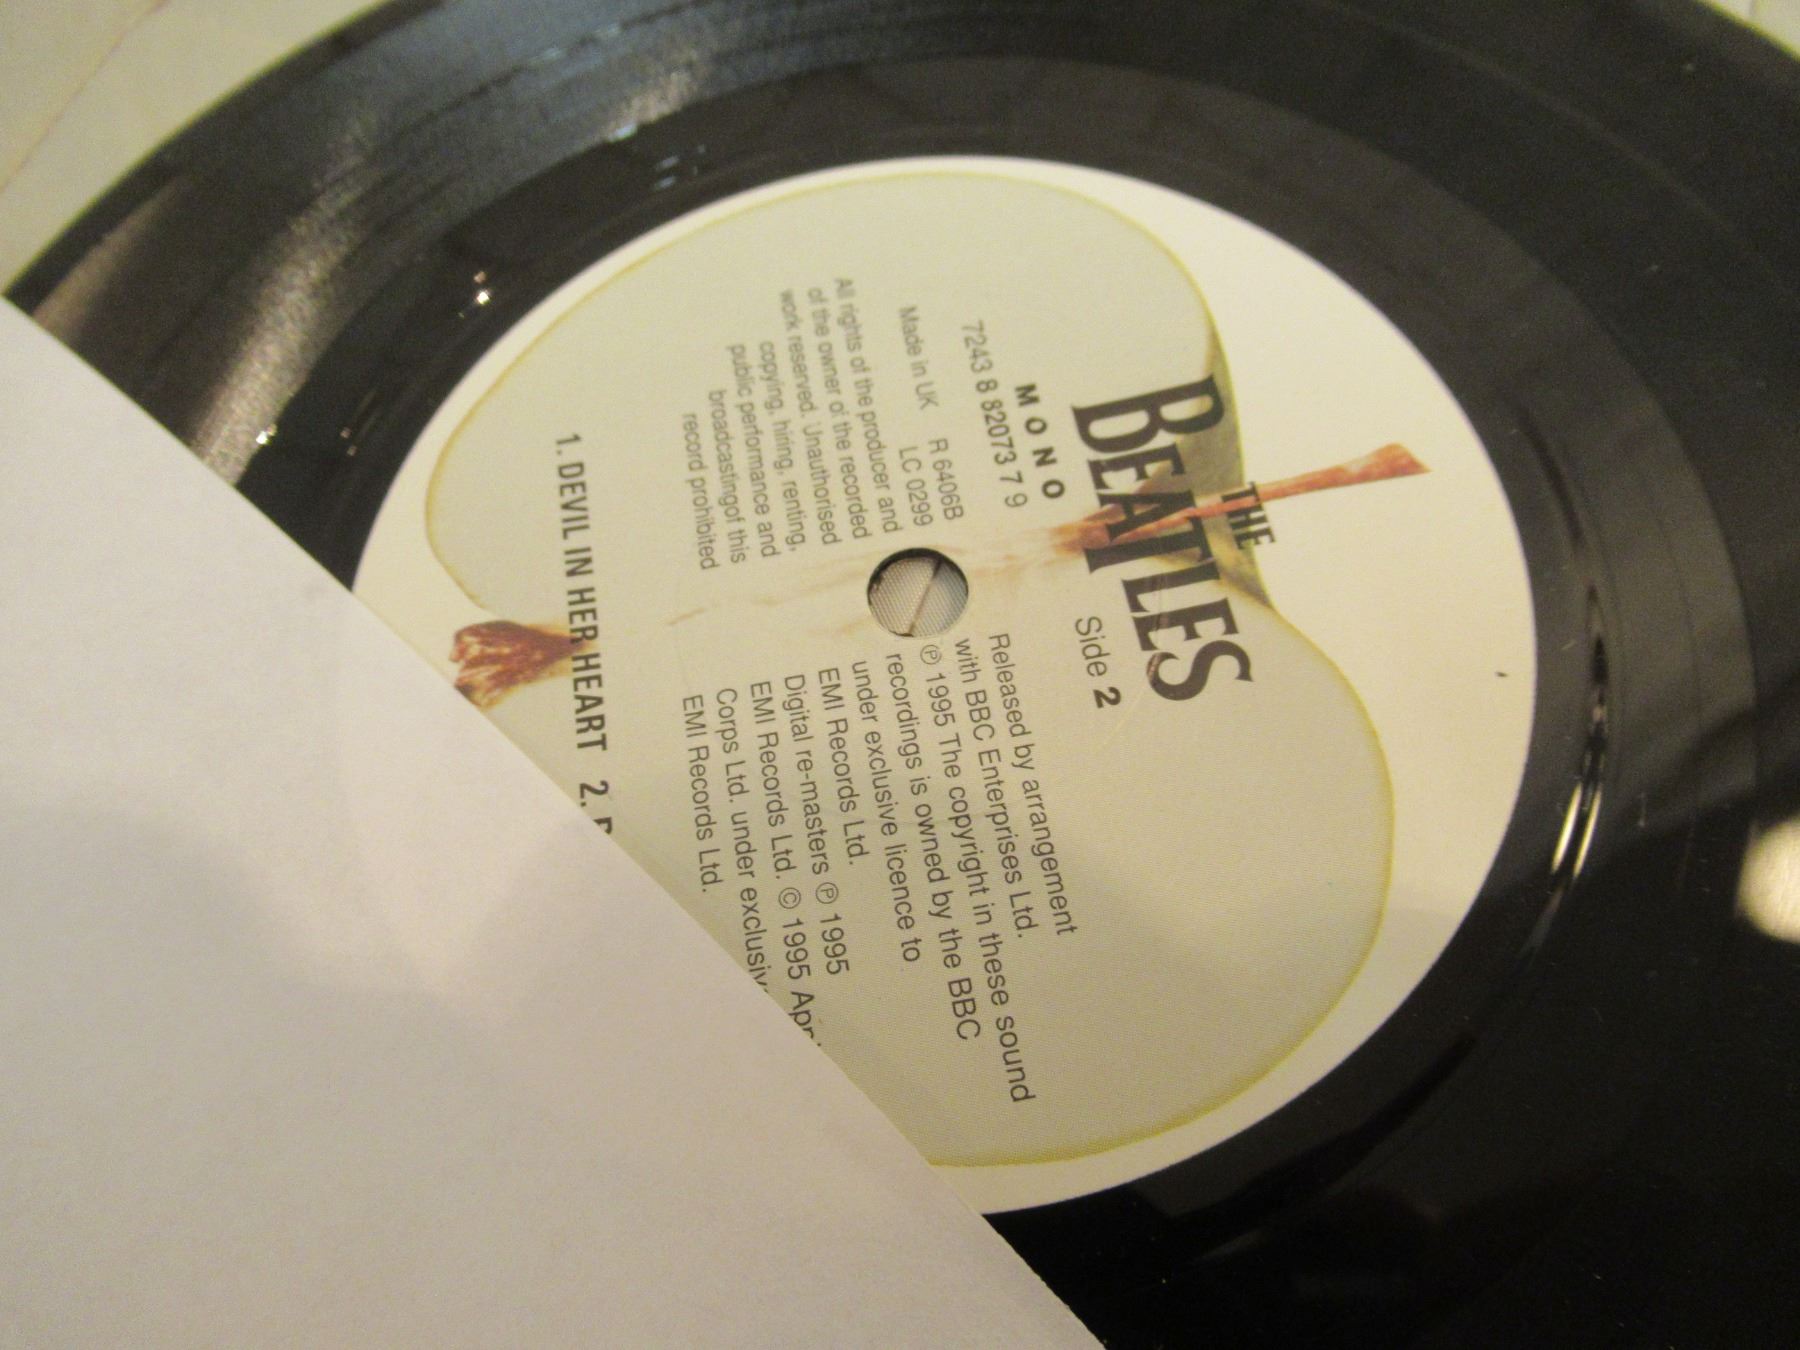 THE
BEATLES
MONO
7243 8 82073 7 9
R 6406B
Made in UK LC 0299
All rights of the producer and
of the owner of the recorded
work reserved. Unauthorised
copying, hiring, renting,
public performance and
broadcastingof this
record prohibited
Side 2
Released by arrangement
with BBC Enterprises Ltd.
℗ 1995 The copyright in these sound
recordings is owned by the BBC
under exclusive licence to
EMI Records Ltd.
Digital re-masters ℗ 1995
EMI Records Ltd. © 1995
Corps Ltd. under
EMI Records Ltd.
1. DEVIL IN HER HEART 2.